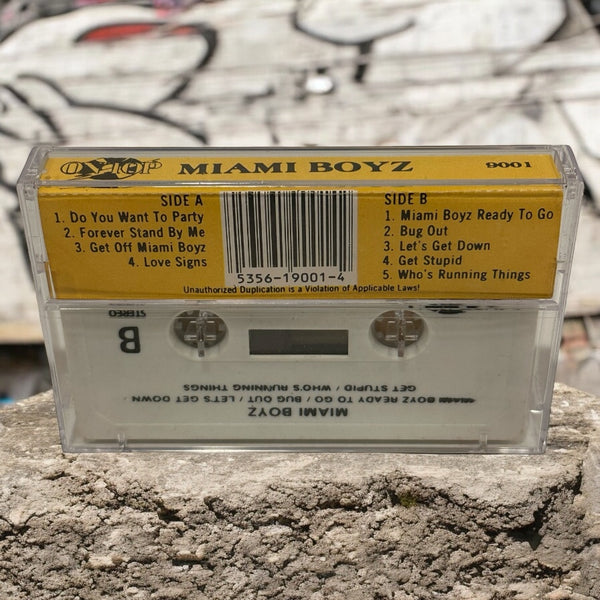 ON TOP MIAMI BOYZ 9001
SIDE A
1. Do You Want To Party
2. Forever Stand By Me
3. Get Off Miami Boyz
4. Love Signs
5356-19001-4
SIDE B
1. Miami Boyz Ready To Go
2. Bug Out
3. Let's Get Down
4. Get Stupid
5. Who's Running Things
Unauthorized Duplication is a Violation of Applicable Laws!
MIAMI BOYZ
MIAMI BOYZ READY TO GO / BUG OUT / LET'S GET DOWN
GET STUPID / WHO'S RUNNING THINGS
B
STEREO